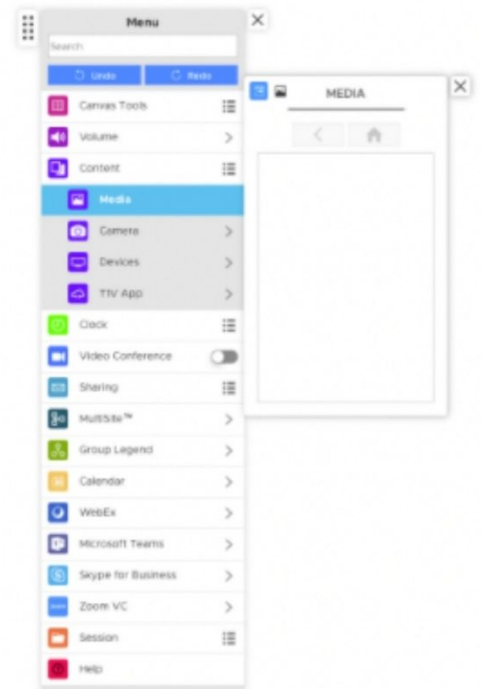 Menu
Search
Undo Redo
MEDIA
Canvas Tools
Volume
Content
Media
Camera
Devices
T1V App
Clock
Video Conference
Sharing
MultiSite™
Group Legend
Calendar
WebEx
Microsoft Teams
Skype for Business
Zoom VC
Session
Help